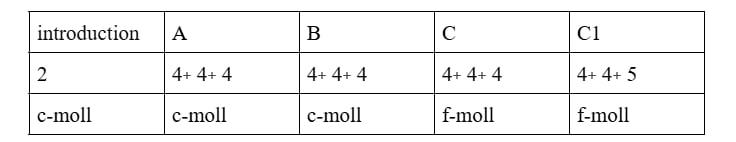 introduction A B C C1
2 4+ 4+ 4 4+ 4+ 4 4+ 4+ 4 4+ 4+ 5
c-moll c-moll c-moll f-moll f-moll